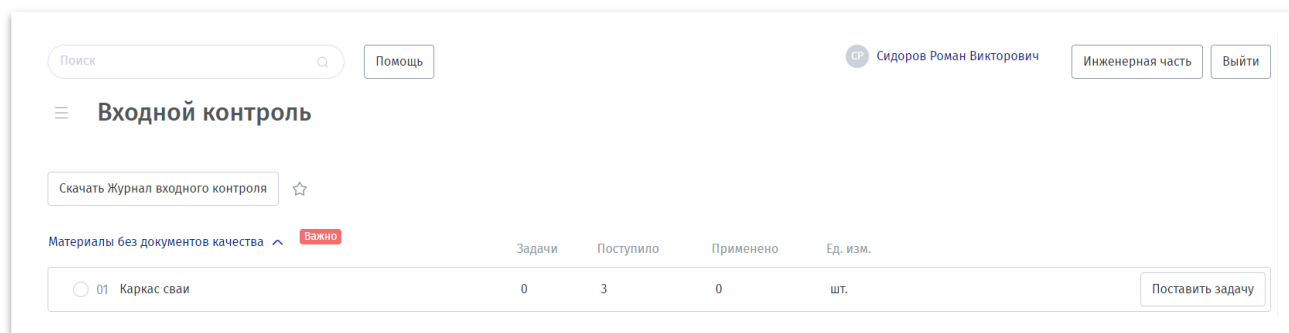 Поиск
Помощь
СР Сидоров Роман Викторович
Инженерная часть
Выйти
Входной контроль
Скачать Журнал входного контроля
Материалы без документов качества Важно
Задачи Поступило Применено Ед. изм.
01 Каркас сваи 0 3 0 шт. Поставить задачу